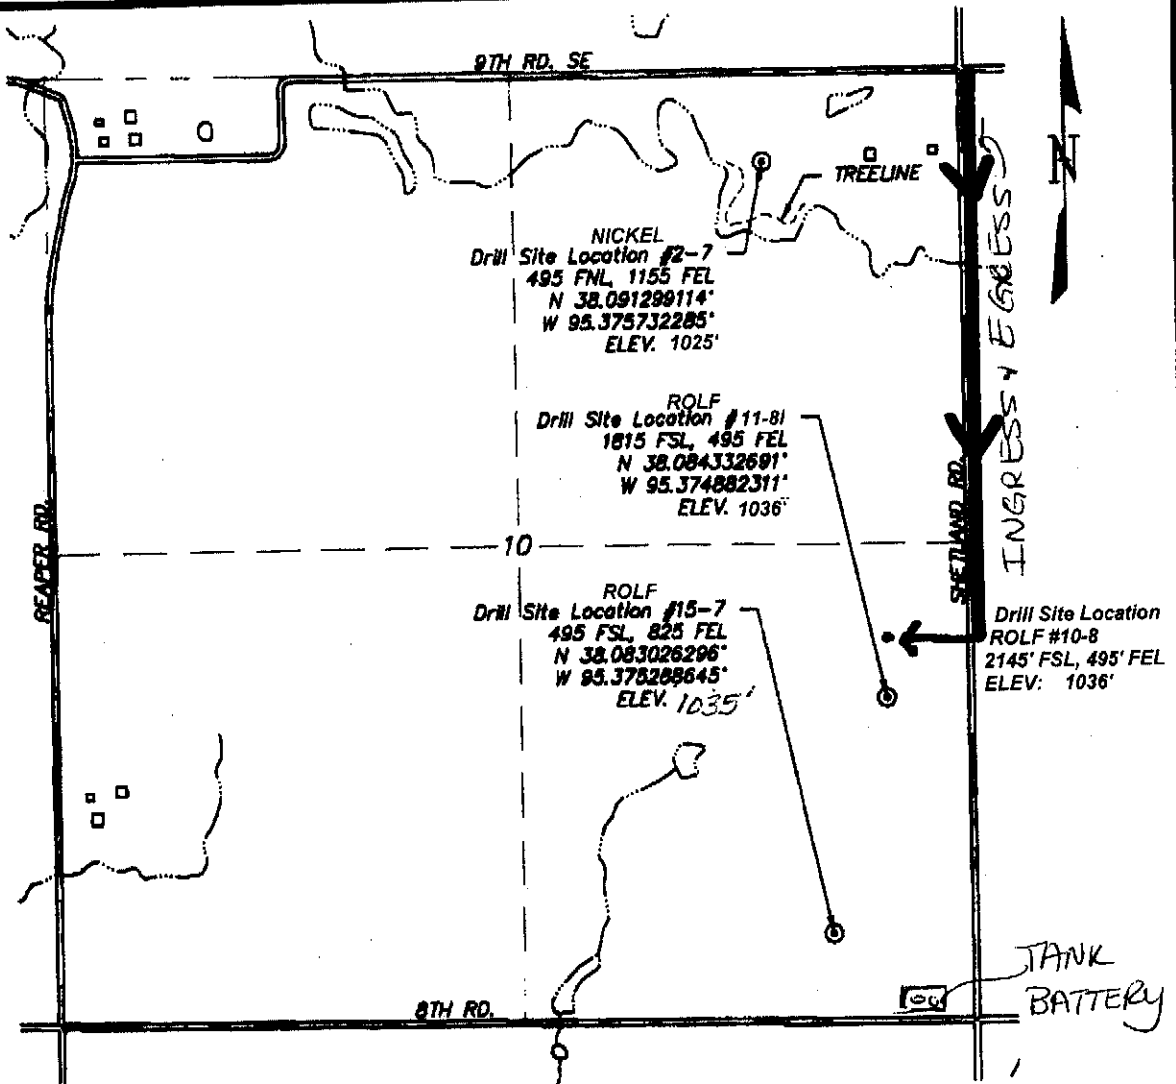 9TH RD. SE
N
TREELINE
NICKEL
Drill Site Location #2-7
495 FNL, 1155 FEL
N 38.091299114°
W 95.375732285°
ELEV. 1025'
INGRESS & EGRESS
ROLF
Drill Site Location #11-8I
1815 FSL, 495 FEL
N 38.084332691°
W 95.374882311°
ELEV. 1036'
REAPER RD.
10
SHETLAND RD.
ROLF
Drill Site Location #15-7
495 FSL, 825 FEL
N 38.083026296°
W 95.375288645°
ELEV. 1035'
Drill Site Location
ROLF #10-8
2145' FSL, 495' FEL
ELEV: 1036'
TANK
BATTERY
8TH RD.